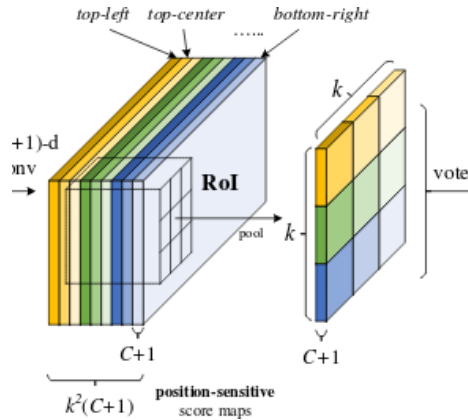 top-left top-center bottom-right
......
+1)-d
onv
RoI
pool
k
k
vote
C+1
C+1
k²(C+1)
position-sensitive
score maps